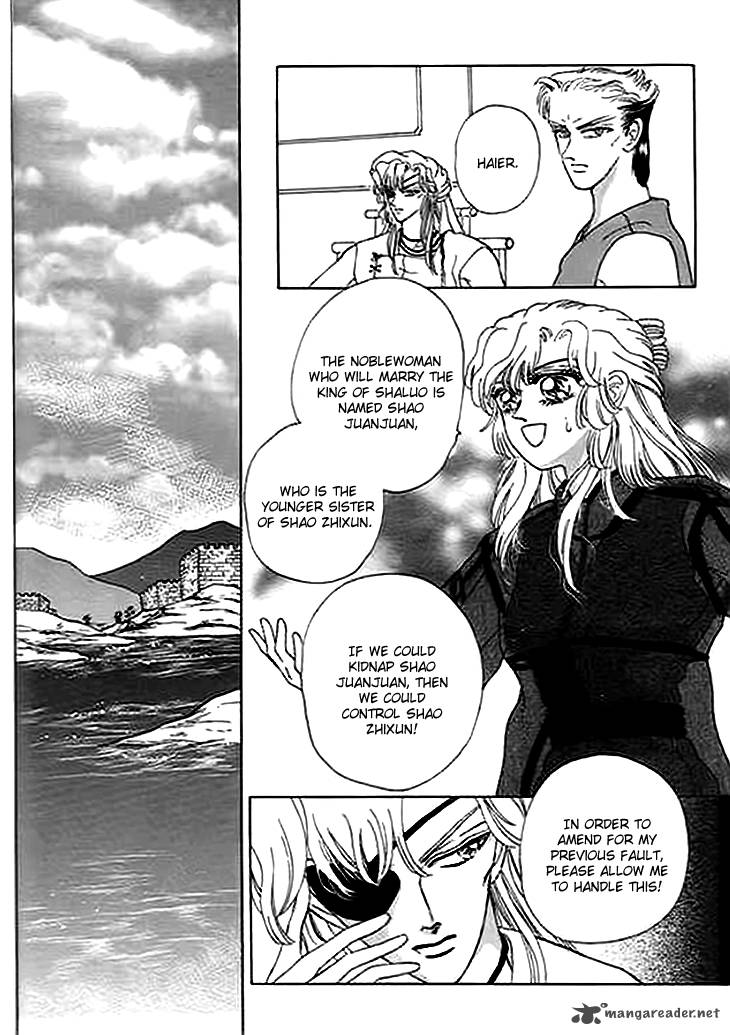 HAIER.
THE NOBLEWOMAN
WHO WILL MARRY THE
KING OF SHALUO IS
NAMED SHAO
JUANJUAN,
WHO IS THE
YOUNGER SISTER
OF SHAO ZHIXUN.
IF WE COULD
KIDNAP SHAO
JUANJUAN, THEN
WE COULD
CONTROL SHAO
ZHIXUN!
IN ORDER TO
AMEND FOR MY
PREVIOUS FAULT,
PLEASE ALLOW ME
TO HANDLE THIS!
mangareader.net